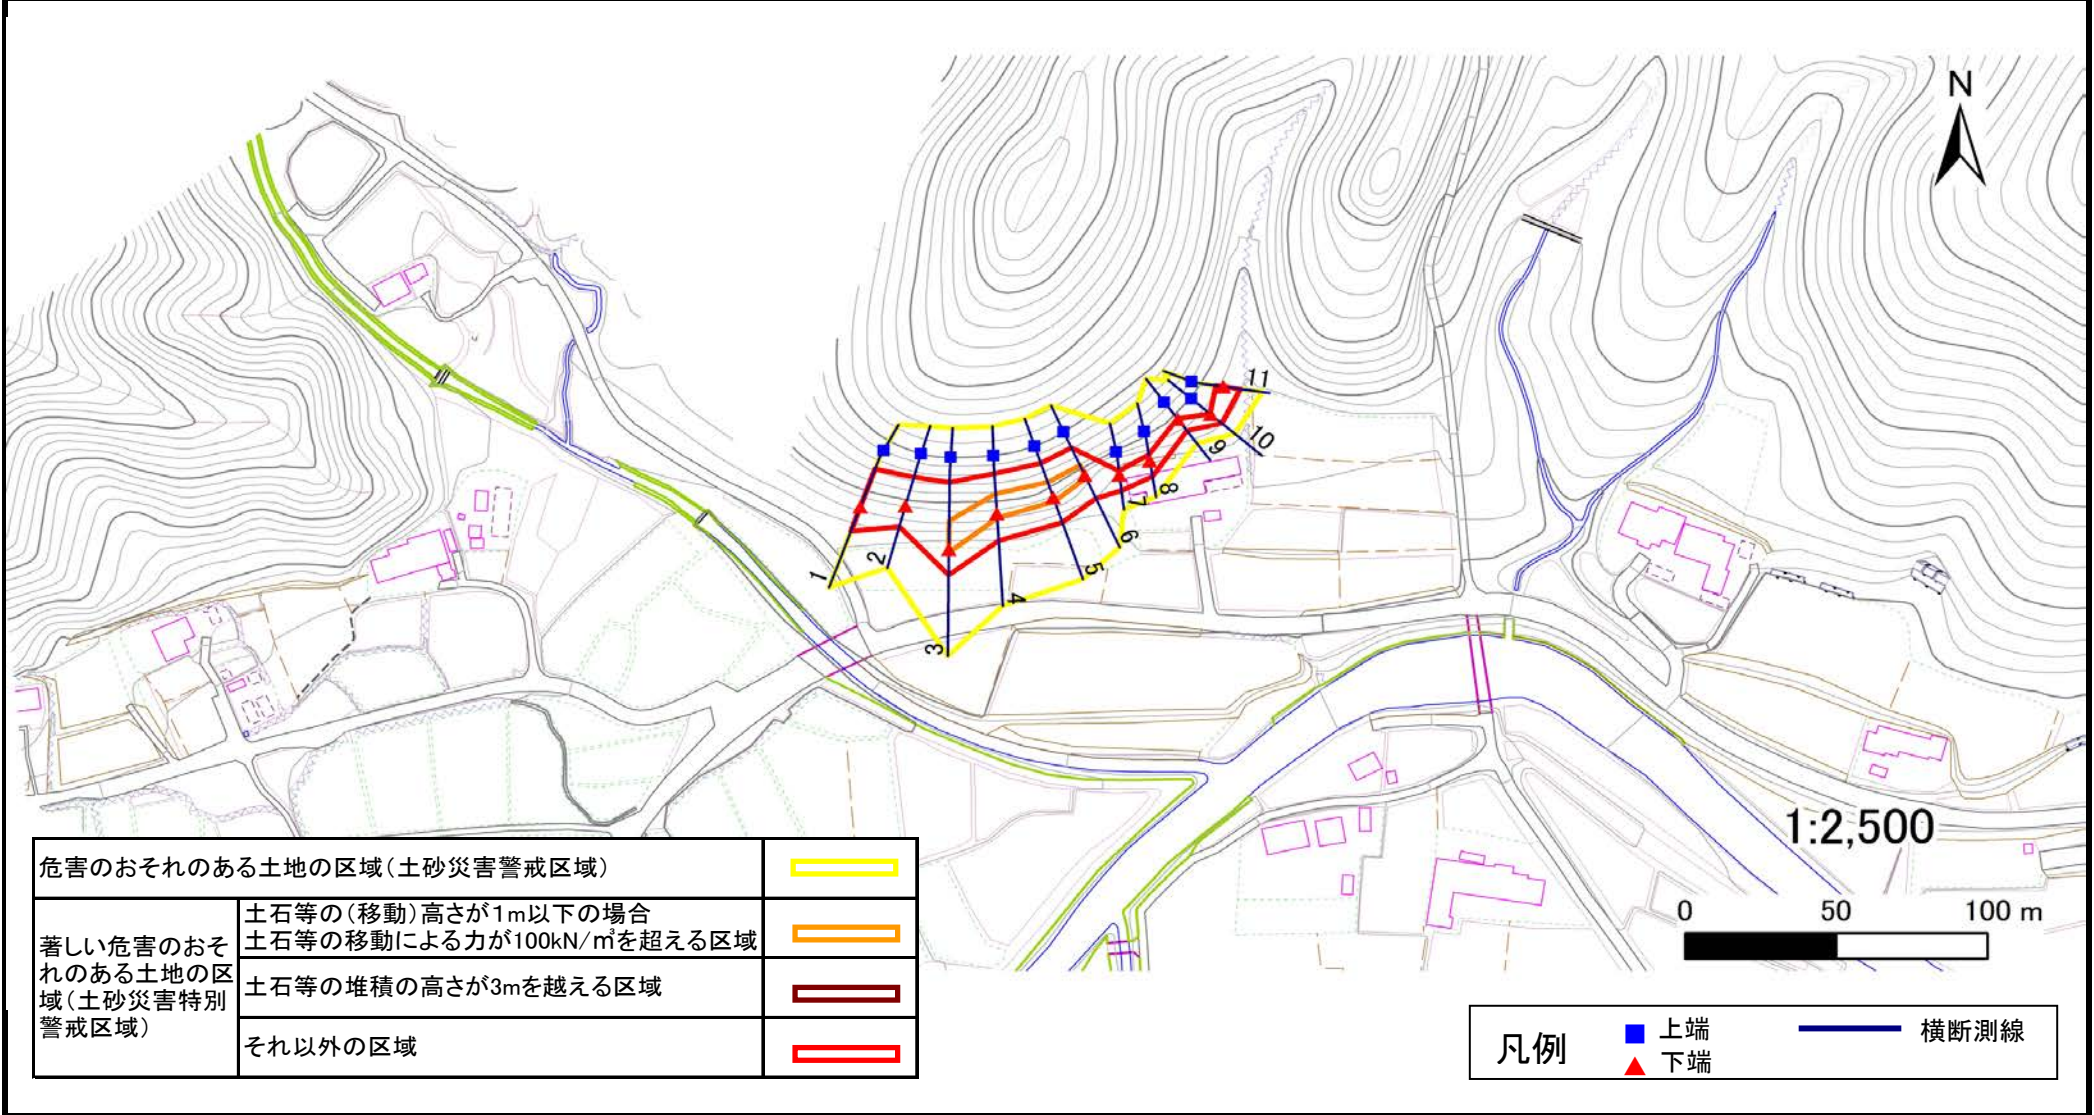 N
11
10
9
8
7
6
5
4
3
2
1
1:2,500
0 50 100 m
危害のおそれのある土地の区域(土砂災害警戒区域)
著しい危害のおそ
れのある土地の区
域(土砂災害特別
警戒区域)
土石等の(移動)高さが1m以下の場合
土石等の移動による力が100kN/㎡を超える区域
土石等の堆積の高さが3mを越える区域
それ以外の区域
凡例
上端
下端
横断測線